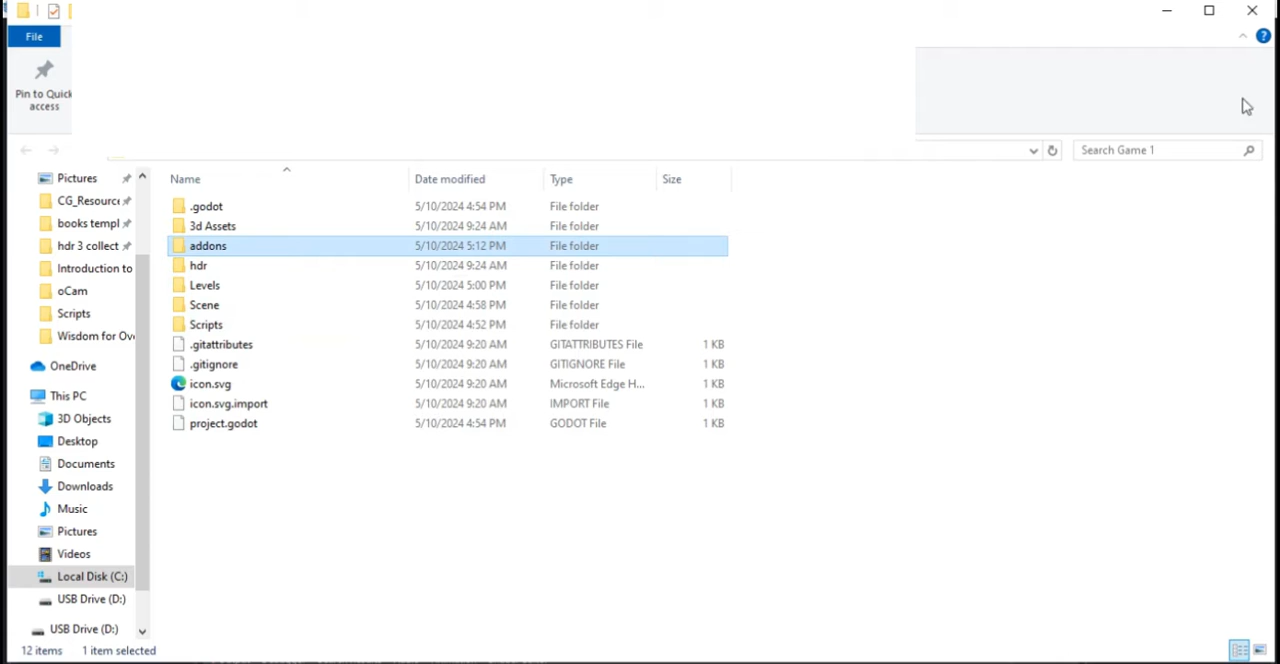 File
Pin to Quick
access
Search Game 1
Name Date modified Type Size
Pictures
CG_Resource
books templ
hdr 3 collect
Introduction to
oCam
Scripts
Wisdom for Ov
OneDrive
This PC
3D Objects
Desktop
Documents
Downloads
Music
Pictures
Videos
Local Disk (C:)
USB Drive (D:)
USB Drive (D:)
.godot 5/10/2024 4:54 PM File folder
3d Assets 5/10/2024 9:24 AM File folder
addons 5/10/2024 5:12 PM File folder
hdr 5/10/2024 9:24 AM File folder
Levels 5/10/2024 5:00 PM File folder
Scene 5/10/2024 4:58 PM File folder
Scripts 5/10/2024 4:52 PM File folder
.gitattributes 5/10/2024 9:20 AM GITATTRIBUTES File 1 KB
.gitignore 5/10/2024 9:20 AM GITIGNORE File 1 KB
icon.svg 5/10/2024 9:20 AM Microsoft Edge H... 1 KB
icon.svg.import 5/10/2024 9:20 AM IMPORT File 1 KB
project.godot 5/10/2024 4:54 PM GODOT File 1 KB
12 items 1 item selected